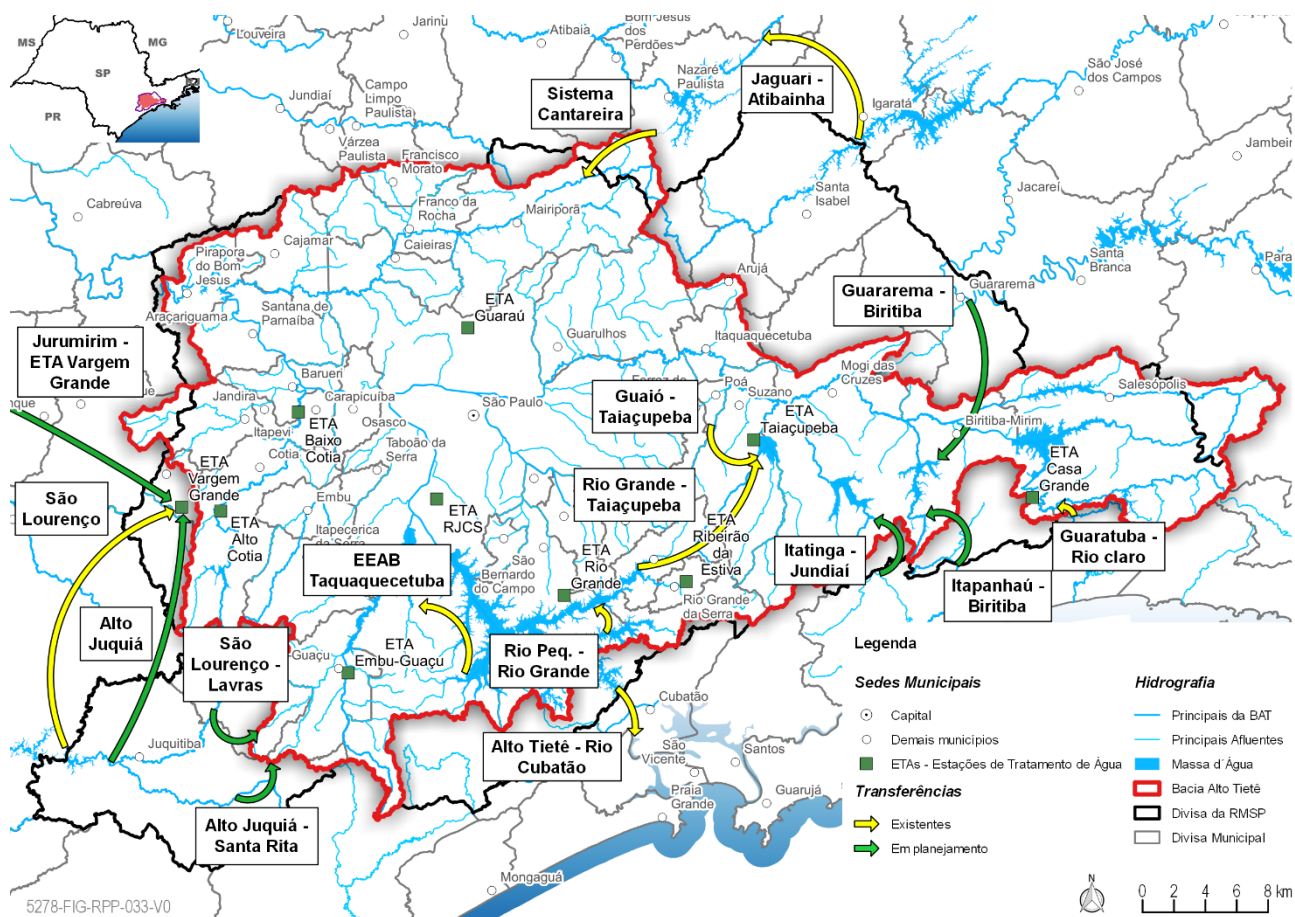 MS
MG
SP
RJ
PR
Louveira
Jarinu
Atibaia
Bom Jesus
dos
Perdões
Nazaré
Paulista
Jaguari -
Atibainha
Igaratá
São José
dos Campos
Jambeir
Jundiaí
Campo
Limpo
Paulista
Várzea
Paulista
Sistema
Cantareira
Francisco
Morato
Franco da
Rocha
Mairiporã
Santa
Isabel
Jacareí
Cabreúva
Pirapora
do Bom
Jesus
Cajamar
Caieiras
Arujá
Santa
Branca
Para
Guararema
Guararema -
Biritiba
Araçariguama
Santana de
Parnaíba
ETA
Guaraú
Guarulhos
Itaquaquecetuba
Jurumirim -
ETA Vargem
Grande
Barueri
Jandira
Carapicuíba
Osasco
Itapevi
ETA
Baixo
Cotia
Cotia
Taboão da
Serra
São Paulo
Guaió -
Taiaçupeba
Poá
Suzano
Mogi das
Cruzes
ETA
Taiaçupeba
Salesópolis
Biritiba-Mirim
ETA
Casa
Grande
São
Lourenço
ETA
Vargem
Grande
ETA
Alto
Cotia
Embu
Itapecerica
da Serra
ETA
RJCS
Rio Grande -
Taiaçupeba
ETA
Ribeirão
da
Estiva
Itatinga -
Jundiaí
Itapanhaú -
Biritiba
Guaratuba -
Rio claro
EEAB
Taquaquecetuba
São
Bernardo
do Campo
ETA
Rio
Grande
Rio Grande
da Serra
Alto
Juquiá
São
Lourenço -
Lavras
Guaçu
ETA
Embu-Guaçu
Rio Peq. -
Rio Grande
Juquitiba
Alto Juquiá -
Santa Rita
Alto Tietê - Rio
Cubatão
Cubatão
São
Vicente
Santos
Praia
Grande
Guarujá
Mongaguá
Legenda
Sedes Municipais
Capital
Demais municípios
ETAs - Estações de Tratamento de Água
Transferências
Existentes
Em planejamento
Hidrografia
Principais da BAT
Principais Afluentes
Massa d´Água
Bacia Alto Tietê
Divisa da RMSP
Divisa Municipal
N
0 2 4 6 8 km
5278-FIG-RPP-033-V0